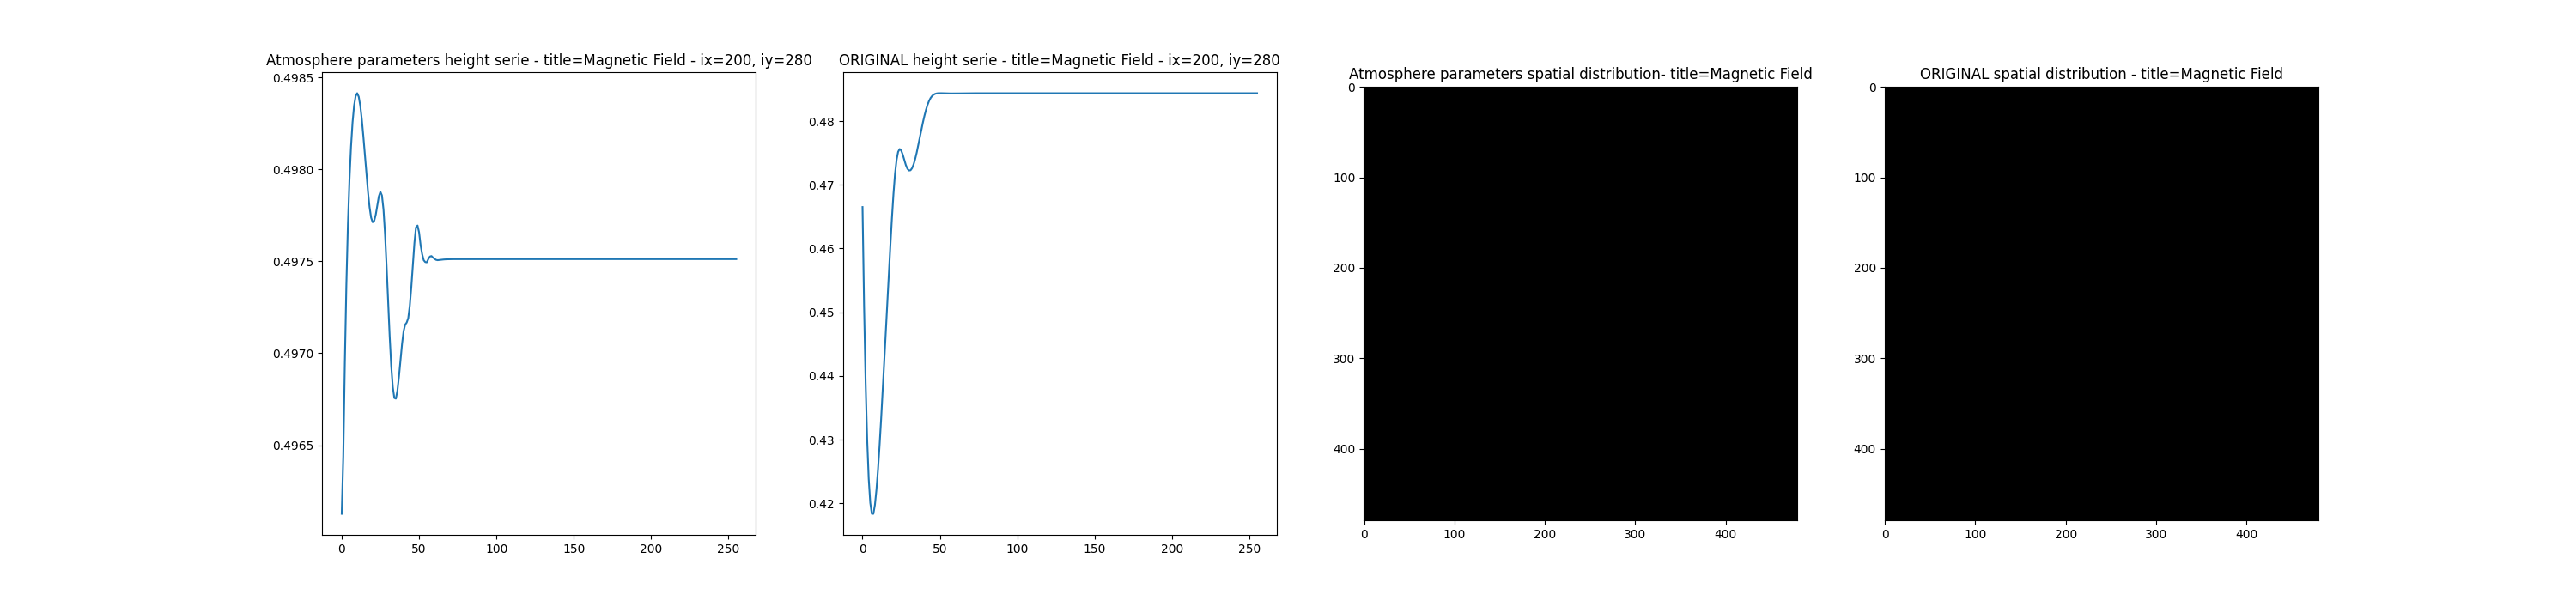 Atmosphere parameters height serie - title=Magnetic Field - ix=200, iy=280
0.4985
0.4980
0.4975
0.4970
0.4965
0 50 100 150 200 250
ORIGINAL height serie - title=Magnetic Field - ix=200, iy=280
0.48
0.47
0.46
0.45
0.44
0.43
0.42
0 50 100 150 200 250
Atmosphere parameters spatial distribution- title=Magnetic Field
0
100
200
300
400
0 100 200 300 400
ORIGINAL spatial distribution - title=Magnetic Field
0
100
200
300
400
0 100 200 300 400